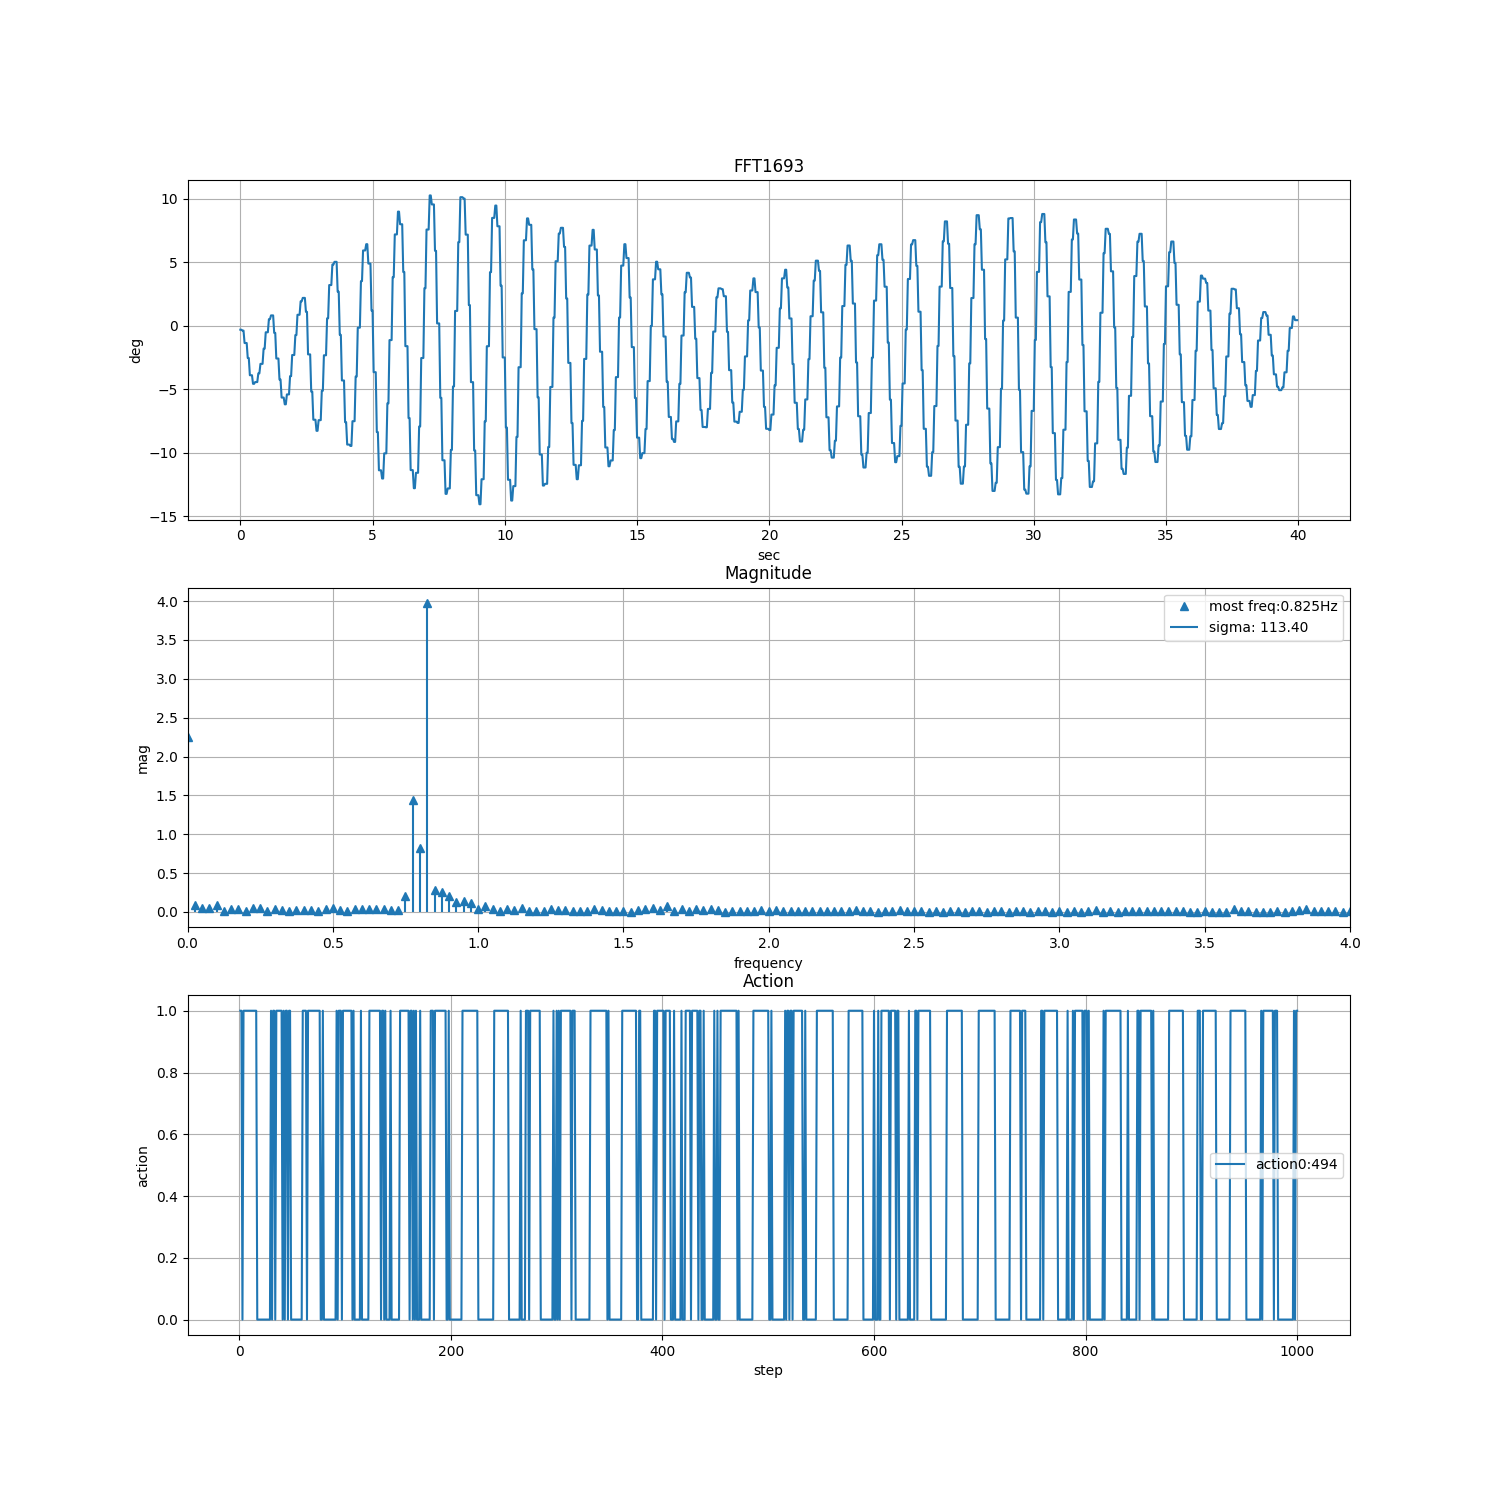 FFT1693
10
5
0
−5
−10
−15
deg
0 5 10 15 20 25 30 35 40
sec
Magnitude
4.0
3.5
3.0
2.5
2.0
1.5
1.0
0.5
0.0
mag
most freq:0.825Hz
sigma: 113.40
0.0 0.5 1.0 1.5 2.0 2.5 3.0 3.5 4.0
frequency
Action
1.0
0.8
0.6
0.4
0.2
0.0
action
action0:494
0 200 400 600 800 1000
step